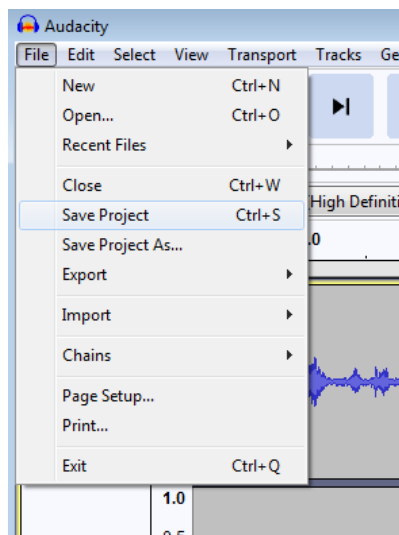 Audacity
File Edit Select View Transport Tracks Ge
New Ctrl+N
Open... Ctrl+O
Recent Files
Close Ctrl+W
Save Project Ctrl+S
High Definiti
Save Project As...
.0
Export
Import
Chains
Page Setup...
Print...
Exit Ctrl+Q
1.0